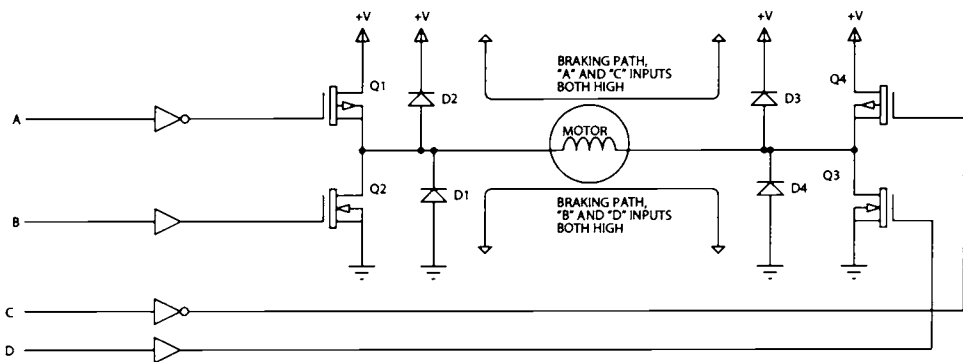 +V
+V
+V
+V
BRAKING PATH,
"A" AND "C" INPUTS
BOTH HIGH
Q1
D2
D3
Q4
A
MOTOR
Q2
D1
D4
Q3
B
BRAKING PATH,
"B" AND "D" INPUTS
BOTH HIGH
C
D